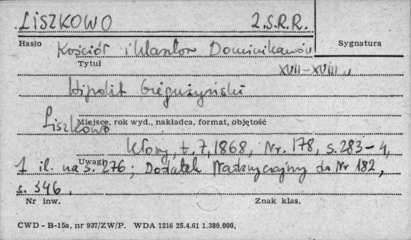 LISZKOWO Z.S.R.R.
Hasło Kościół i klasztor Dominikanów Sygnatura
Tytuł XVII-XVIII w
Hipolit
Liszkowo Miejsce, rok wyd., nakładca, format, objętość
Kłosy, t. 7, 1868, Nr. 178, s. 283-4,
1 il. na s. 276; Dodatek Nadzwyczajny do Nr 182,
Uwagi
s. 346.
Nr inw. Znak klas.
CWD - B-15a, nr 937/ZW/P. WDA 1216 25.4.61 1.380.000.